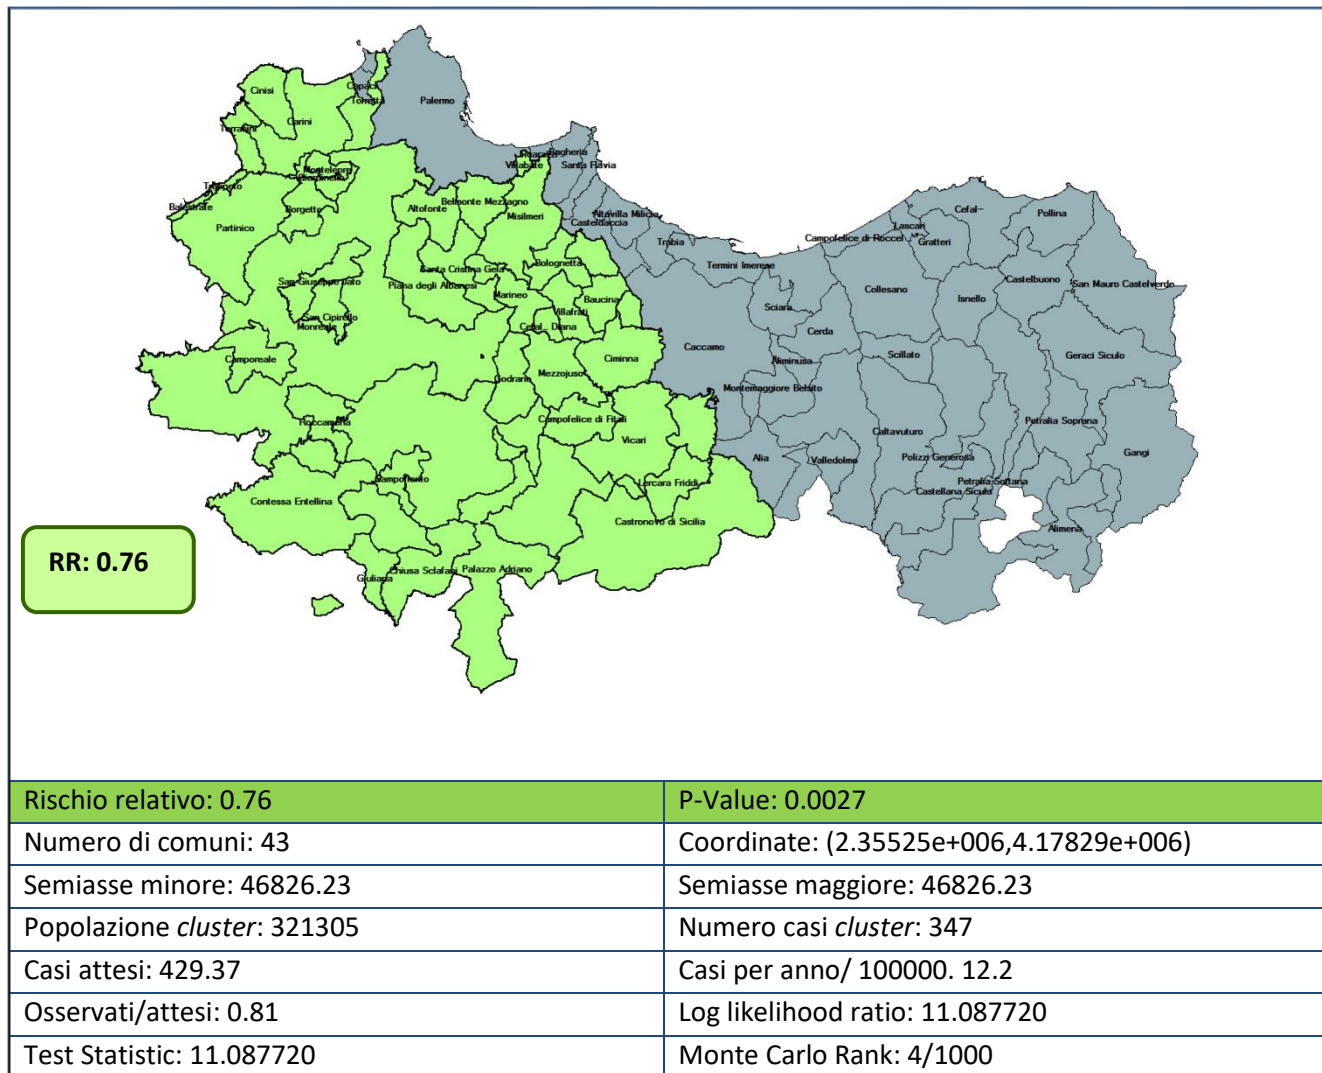 Capaci
Cinisi
Torretta
Palermo
Carini
Terrasini
Bagheria
Villabate
Santa Flavia
Montelepre
Giardinello
Trappeto
Balestrate
Borgetto
Partinico
Altofonte
Belmonte Mezzagno
Misilmeri
Altavilla Milicia
Casteldaccia
Trabia
Cefal–
Pollina
Lascari
Campofelice di Roccel
Gratteri
Termini Imerese
Bolognetta
Santa Cristina Gela
Piana degli Albanesi
San Giuseppe Jato
Marineo
Baucina
Villafrati
Collesano
Isnello
Castelbuono
San Mauro Castelverde
Sciara
San Cipirello
Monreale
Cefal– Diana
Cerda
Caccamo
Camporeale
Ciminna
Aliminusa
Scillato
Geraci Siculo
Godrano
Mezzojuso
Montemaggiore Belsito
Roccamena
Campofelice di Fitali
Vicari
Caltavuturo
Petralia Soprana
Gangi
Alia
Valledolmo
Polizzi Generosa
Campofiorito
Lercara Friddi
Petralia Sottana
Castellana Sicula
Contessa Entellina
Castronovo di Sicilia
Alimena
RR: 0.76
Giuliana
Chiusa Sclafani
Palazzo Adriano
Rischio relativo: 0.76
P-Value: 0.0027
Numero di comuni: 43
Coordinate: (2.35525e+006,4.17829e+006)
Semiasse minore: 46826.23
Semiasse maggiore: 46826.23
Popolazione cluster: 321305
Numero casi cluster: 347
Casi attesi: 429.37
Casi per anno/ 100000. 12.2
Osservati/attesi: 0.81
Log likelihood ratio: 11.087720
Test Statistic: 11.087720
Monte Carlo Rank: 4/1000